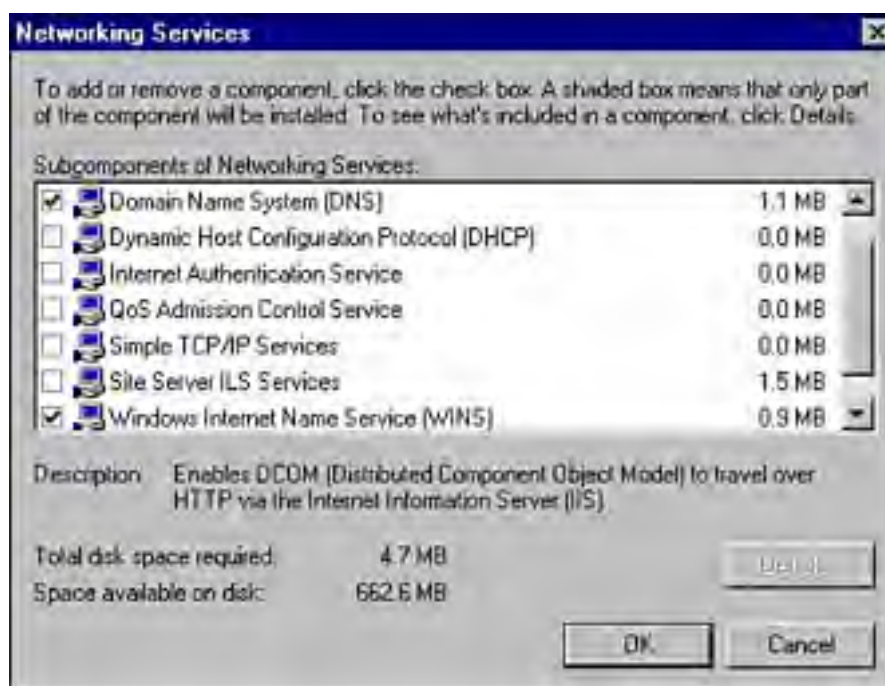 Networking Services
To add or remove a component, click the check box. A shaded box means that only part
of the component will be installed. To see what's included in a component, click Details.
Subcomponents of Networking Services:
Domain Name System (DNS) 1.1 MB
Dynamic Host Configuration Protocol (DHCP) 0.0 MB
Internet Authentication Service 0.0 MB
QoS Admission Control Service 0.0 MB
Simple TCP/IP Services 0.0 MB
Site Server ILS Services 1.5 MB
Windows Internet Name Service (WINS) 0.9 MB
Description: Enables DCOM (Distributed Component Object Model) to travel over
HTTP via the Internet Information Server (IIS)
Total disk space required: 4.7 MB
Space available on disk: 662.6 MB
OK
Cancel